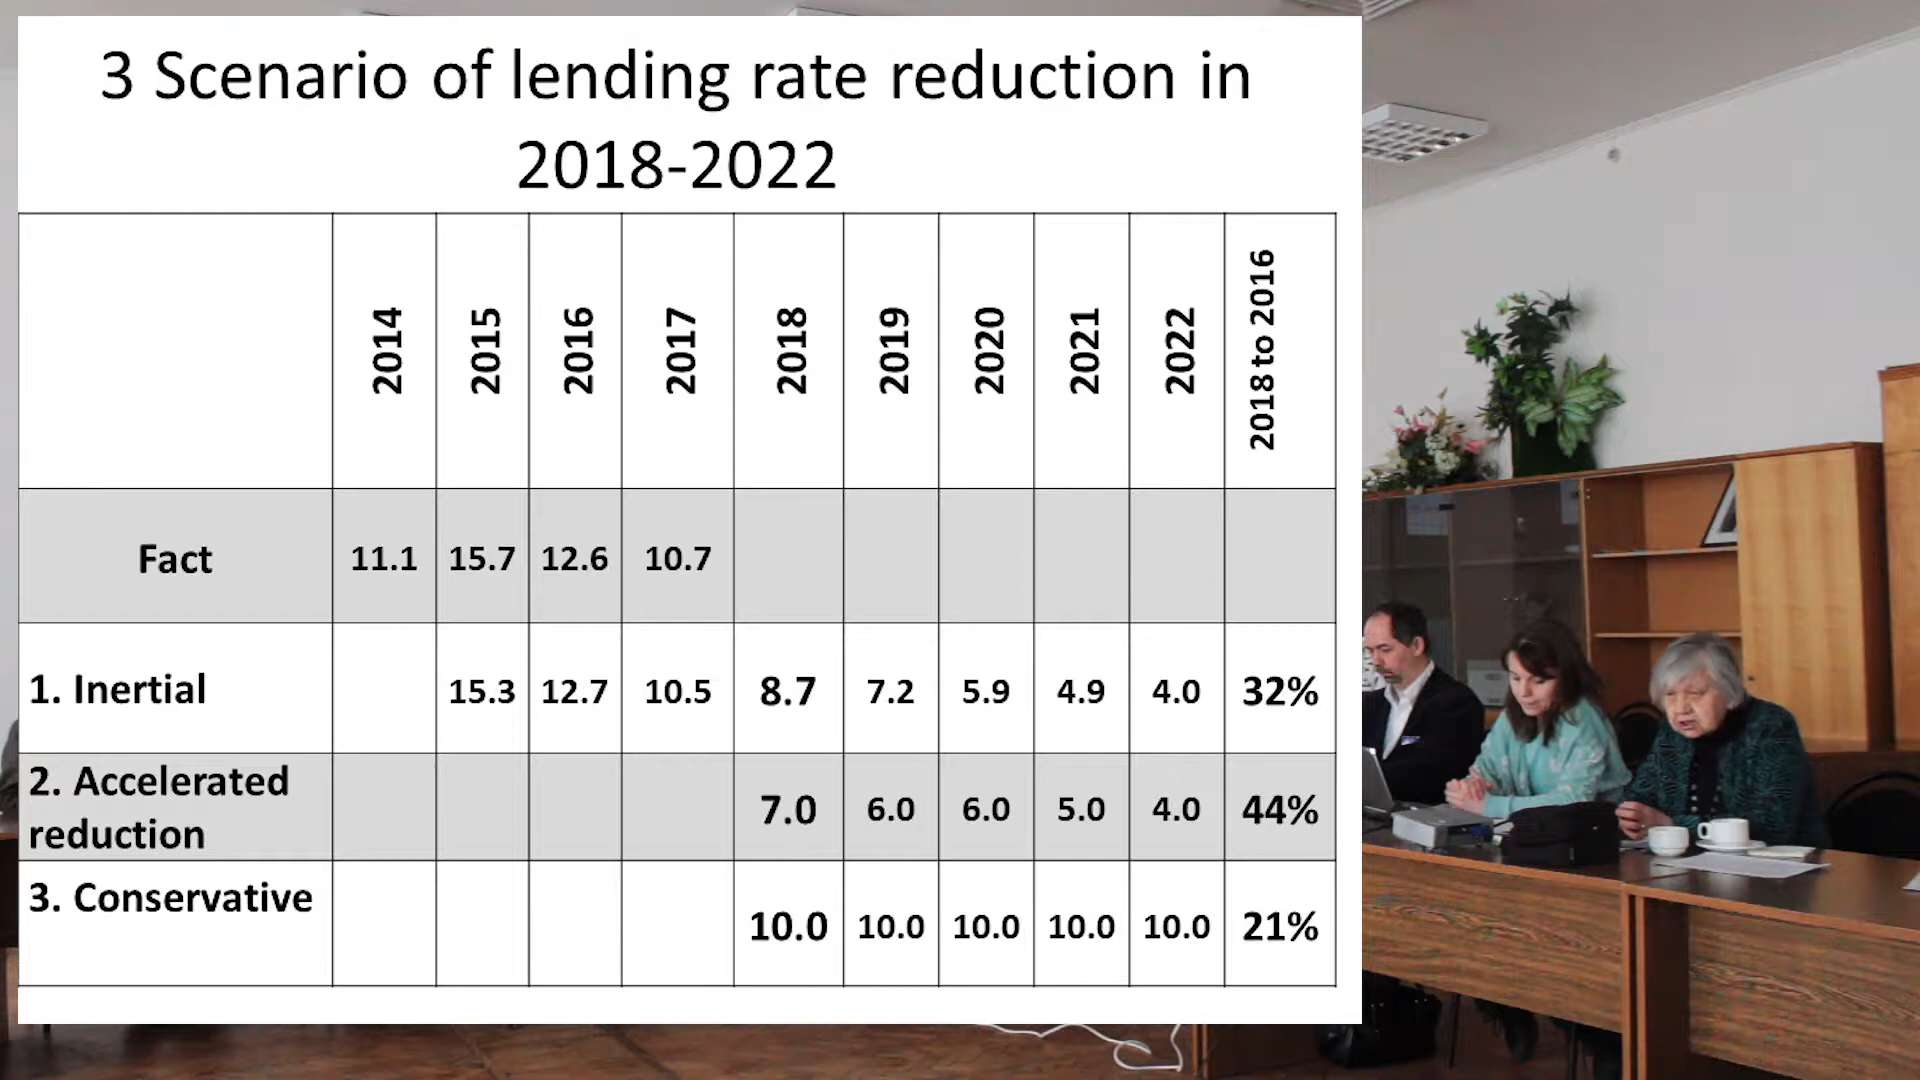 3 Scenario of lending rate reduction in
2018-2022
2014 2015 2016 2017 2018 2019 2020 2021 2022 2018 to 2016
Fact 11.1 15.7 12.6 10.7
1. Inertial 15.3 12.7 10.5 8.7 7.2 5.9 4.9 4.0 32%
2. Accelerated
reduction 7.0 6.0 6.0 5.0 4.0 44%
3. Conservative
10.0 10.0 10.0 10.0 10.0 21%